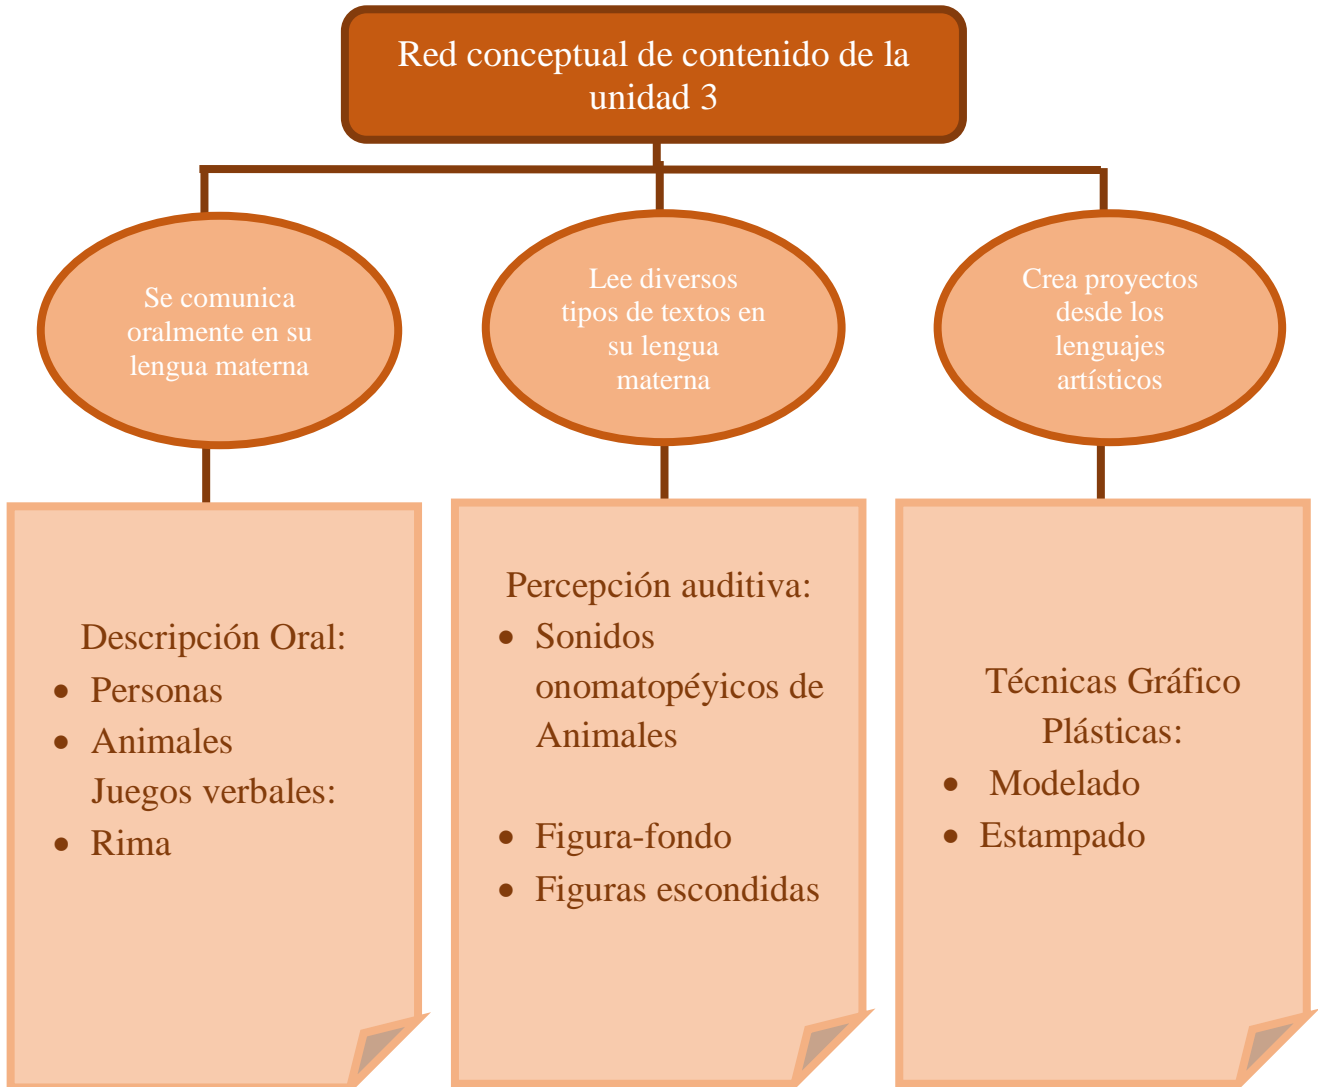 Red conceptual de contenido de la
unidad 3
Se comunica
oralmente en su
lengua materna
Lee diversos
tipos de textos en
su lengua
materna
Crea proyectos
desde los
lenguajes
artísticos
Descripción Oral:
• Personas
• Animales
Juegos verbales:
• Rima
Percepción auditiva:
• Sonidos
onomatopéyicos de
Animales
• Figura-fondo
• Figuras escondidas
Técnicas Gráfico
Plásticas:
• Modelado
• Estampado